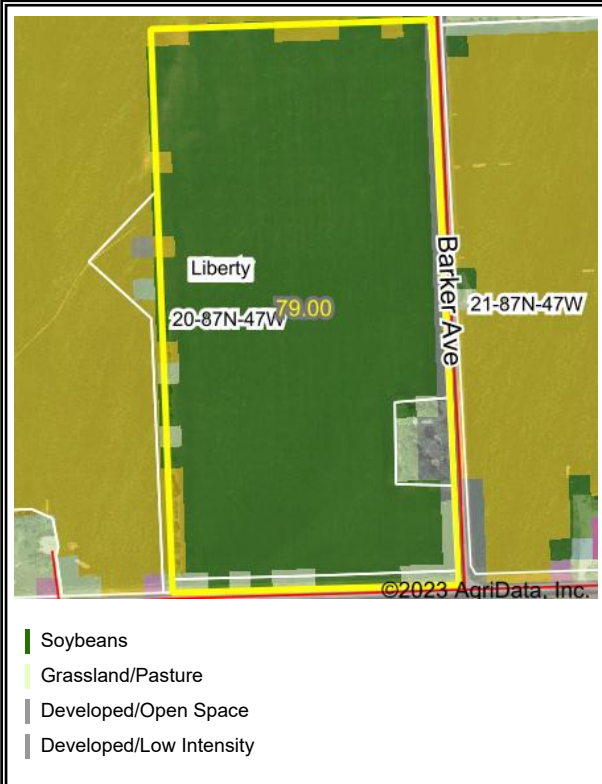 Liberty
20-87N-47W
79.00
Barker Ave
21-87N-47W
©2023 AgriData, Inc.
Soybeans
Grassland/Pasture
Developed/Open Space
Developed/Low Intensity